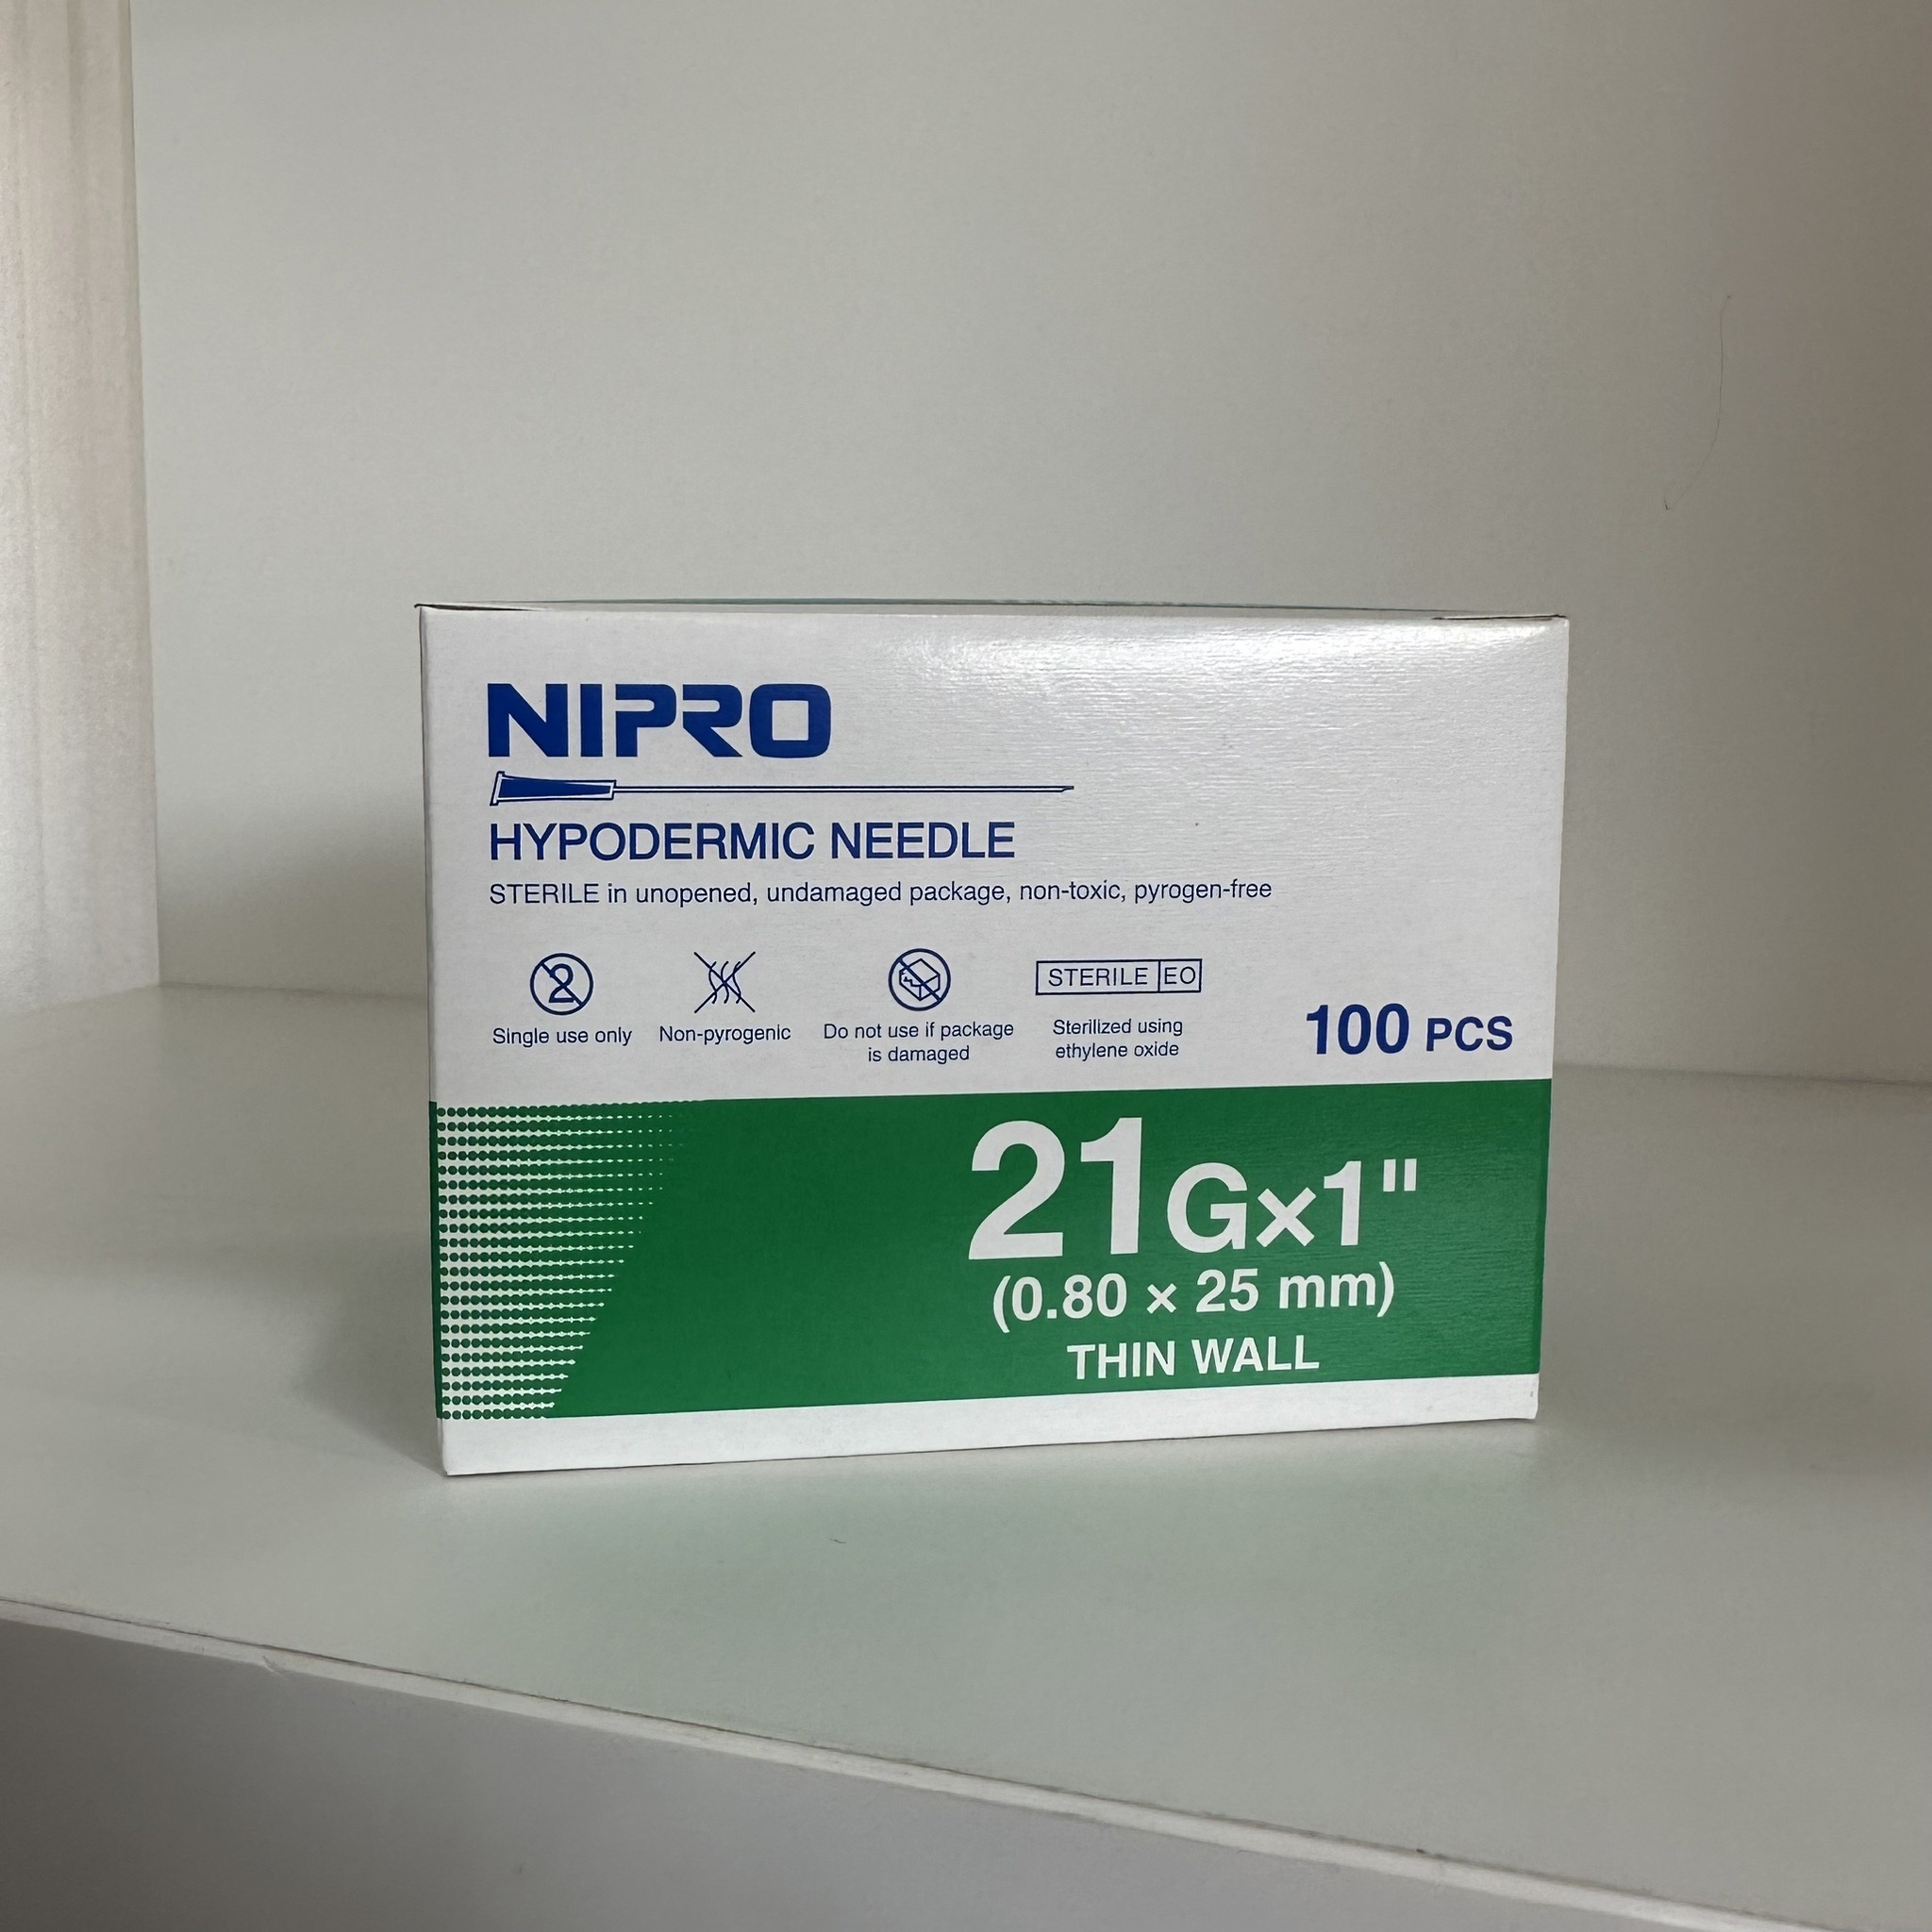 NIPRO
HYPODERMIC NEEDLE
STERILE in unopened, undamaged package, non-toxic, pyrogen-free
2
STERILE EO
Single use only
Non-pyrogenic
Do not use if package
is damaged
Sterilized using
ethylene oxide
100 PCS
21G×1"
(0.80 × 25 mm)
THIN WALL